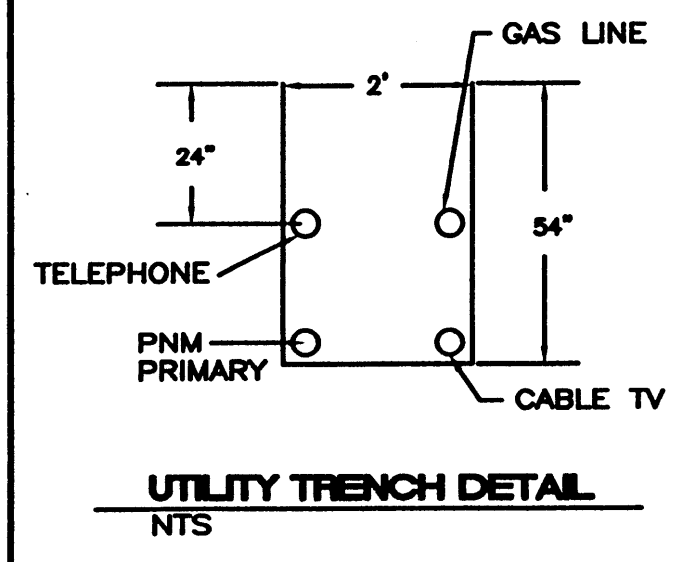 GAS LINE
2'
24"
54"
TELEPHONE
PNM
PRIMARY
CABLE TV
UTILITY TRENCH DETAIL
NTS